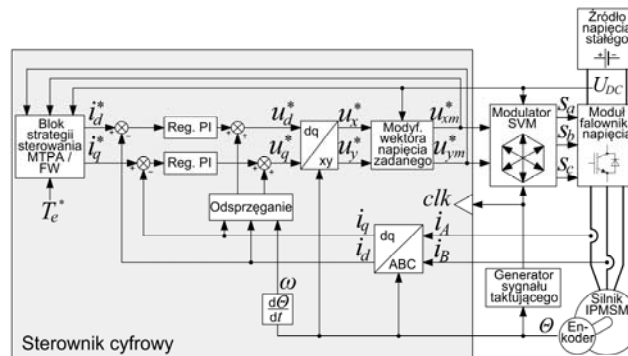 Źródło
napięcia
stałego
U_DC
Blok
strategii
sterowania
MTPA /
FW
T_e*
i_d*
i_q*
Reg. PI
Reg. PI
Odsprzęganie
u_d*
u_q*
dq
xy
u_x*
u_y*
Modyf.
wektora
napięcia
zadanego
u_xm*
u_ym*
Modulator
SVM
s_a
s_b
s_c
Moduł
falownika
napięcia
clk
i_q
i_d
dq
ABC
i_A
i_B
ω
dΘ
dt
Generator
sygnału
taktującego
Θ
Silnik
IPMSM
En-
koder
Sterownik cyfrowy